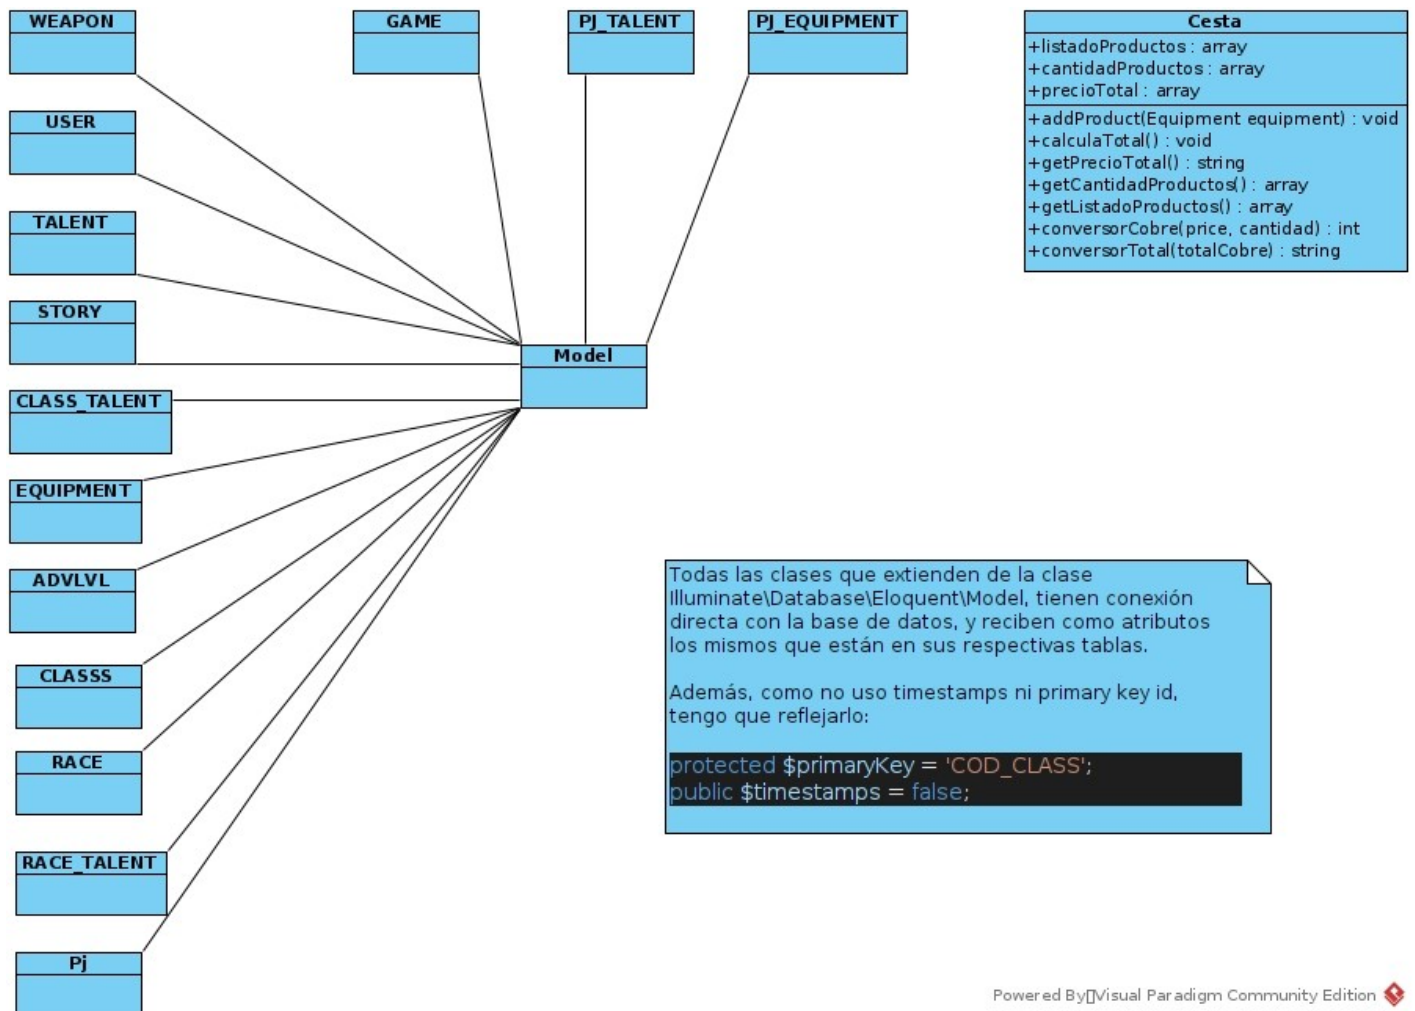 WEAPON
GAME
PJ_TALENT
PJ_EQUIPMENT
Cesta
+listadoProductos : array
+cantidadProductos : array
+precioTotal : array
+addProduct(Equipment equipment) : void
+calculaTotal() : void
+getPrecioTotal() : string
+getCantidadProductos() : array
+getListadoProductos() : array
+conversorCobre(price, cantidad) : int
+conversorTotal(totalCobre) : string
USER
TALENT
STORY
Model
CLASS_TALENT
EQUIPMENT
ADVLVL
CLASSS
RACE
RACE_TALENT
Pj
Todas las clases que extienden de la clase
Illuminate\Database\Eloquent\Model, tienen conexión
directa con la base de datos, y reciben como atributos
los mismos que están en sus respectivas tablas.
Además, como no uso timestamps ni primary key id,
tengo que reflejarlo:
protected $primaryKey = 'COD_CLASS';
public $timestamps = false;
Powered By▯Visual Paradigm Community Edition